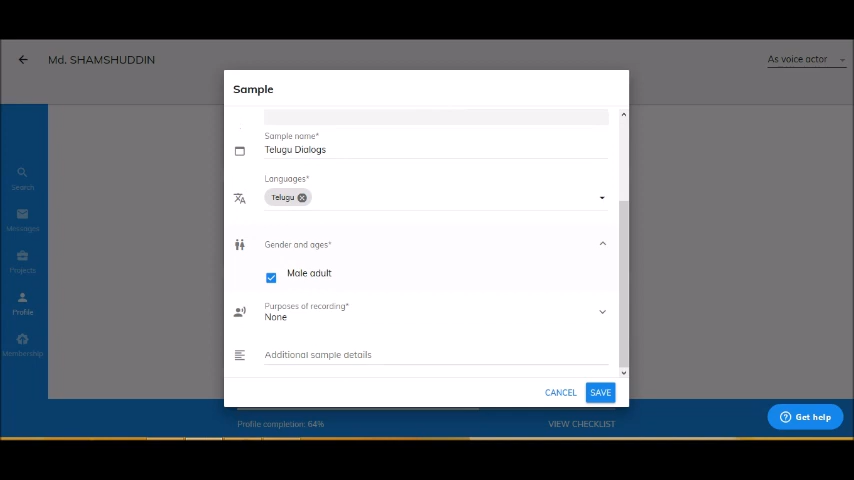 Md. SHAMSHUDDIN
As voice actor
Sample
Sample name*
Telugu Dialogs
Languages*
Telugu
Search
Messages
Projects
Profile
Membership
Gender and ages*
Male adult
Purposes of recording*
None
Additional sample details
CANCEL
SAVE
Get help
Profile completion: 64%
VIEW CHECKLIST